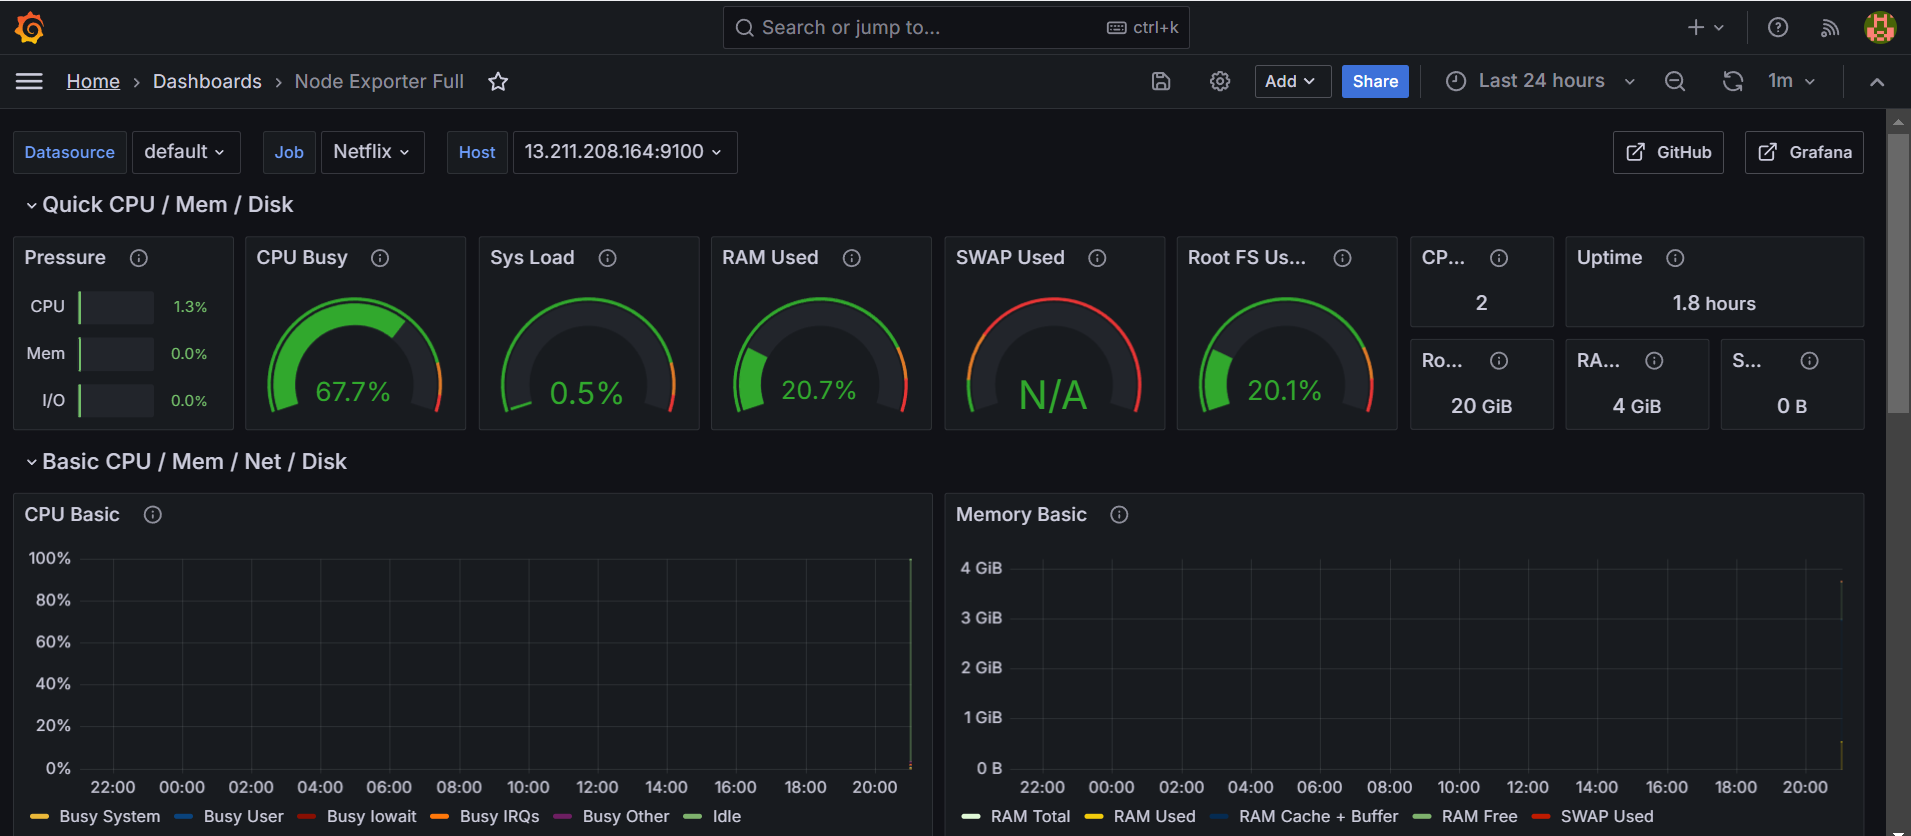 Search or jump to... ctrl+k
Home › Dashboards › Node Exporter Full
Add Share Last 24 hours 1m
Datasource default Job Netflix Host 13.211.208.164:9100 GitHub Grafana
Quick CPU / Mem / Disk
Pressure
CPU 1.3%
Mem 0.0%
I/O 0.0%
CPU Busy
67.7%
Sys Load
0.5%
RAM Used
20.7%
SWAP Used
N/A
Root FS Us...
20.1%
CP...
2
Uptime
1.8 hours
Ro...
20 GiB
RA...
4 GiB
S...
0 B
Basic CPU / Mem / Net / Disk
CPU Basic
100%
80%
60%
40%
20%
0%
22:00 00:00 02:00 04:00 06:00 08:00 10:00 12:00 14:00 16:00 18:00 20:00
Busy System Busy User Busy Iowait Busy IRQs Busy Other Idle
Memory Basic
4 GiB
3 GiB
2 GiB
1 GiB
0 B
22:00 00:00 02:00 04:00 06:00 08:00 10:00 12:00 14:00 16:00 18:00 20:00
RAM Total RAM Used RAM Cache + Buffer RAM Free SWAP Used